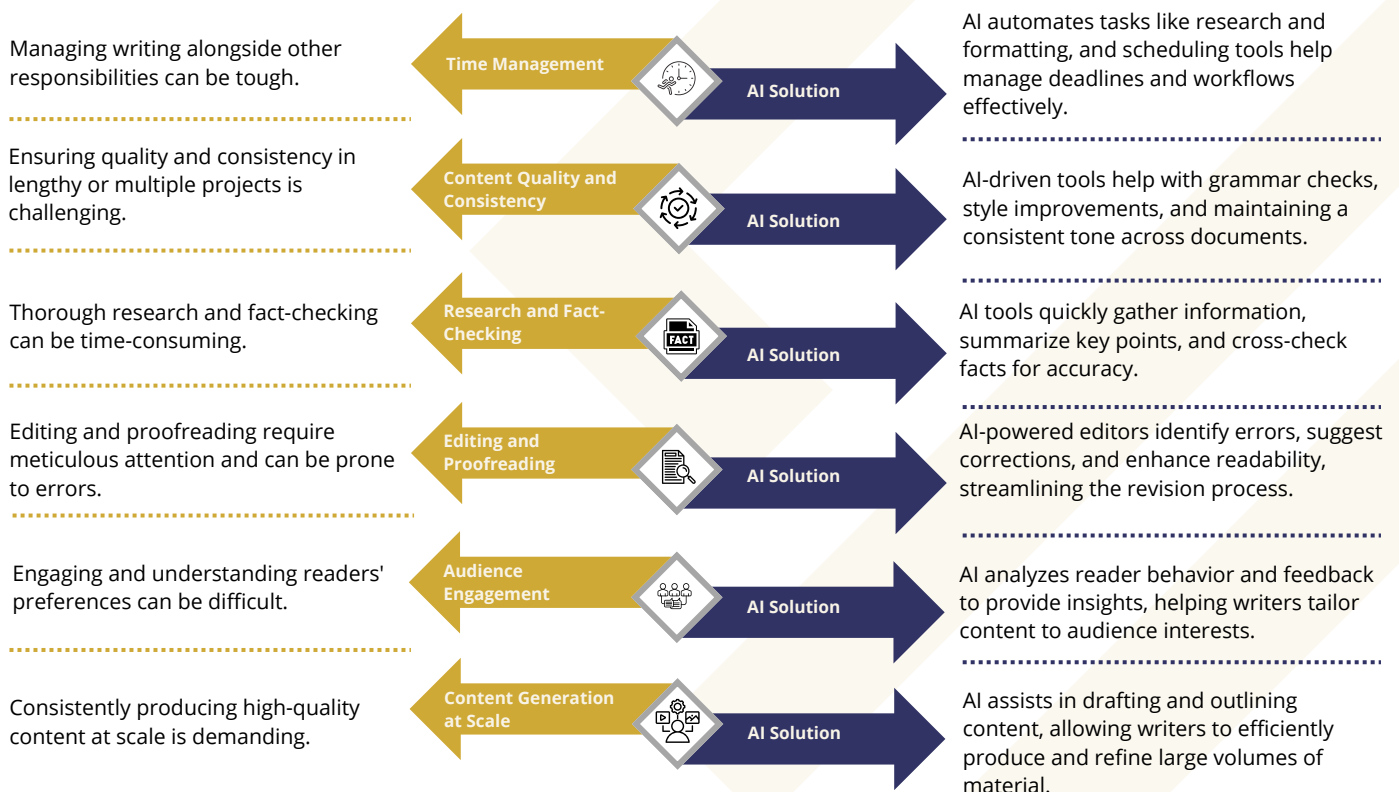 Managing writing alongside other
responsibilities can be tough.
Time Management
AI Solution
AI automates tasks like research and
formatting, and scheduling tools help
manage deadlines and workflows
effectively.
Ensuring quality and consistency in
lengthy or multiple projects is
challenging.
Content Quality and
Consistency
AI Solution
AI-driven tools help with grammar checks,
style improvements, and maintaining a
consistent tone across documents.
Thorough research and fact-checking
can be time-consuming.
Research and Fact-
Checking
FACT
AI Solution
AI tools quickly gather information,
summarize key points, and cross-check
facts for accuracy.
Editing and proofreading require
meticulous attention and can be prone
to errors.
Editing and
Proofreading
AI Solution
AI-powered editors identify errors, suggest
corrections, and enhance readability,
streamlining the revision process.
Engaging and understanding readers'
preferences can be difficult.
Audience
Engagement
AI Solution
AI analyzes reader behavior and feedback
to provide insights, helping writers tailor
content to audience interests.
Consistently producing high-quality
content at scale is demanding.
Content Generation
at Scale
AI Solution
AI assists in drafting and outlining
content, allowing writers to efficiently
produce and refine large volumes of
material.